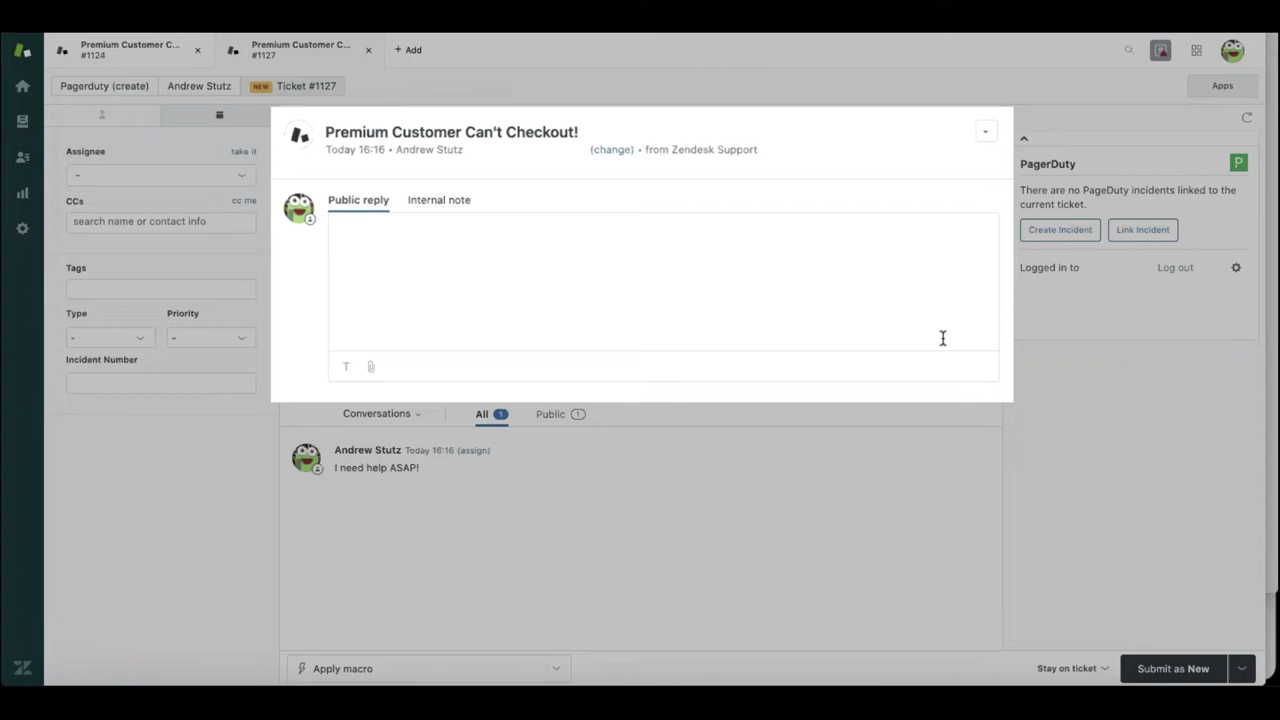 Premium Customer C...
#1124
Premium Customer C...
#1127
+ Add
Pagerduty (create)
Andrew Stutz
NEW Ticket #1127
Apps
Assignee
take it
-
CCs
cc me
search name or contact info
Tags
Type
Priority
-
-
Incident Number
Premium Customer Can't Checkout!
Today 16:16 • Andrew Stutz
(change) • from Zendesk Support
Public reply
Internal note
T
Conversations
All 1
Public 1
Andrew Stutz Today 16:16 (assign)
I need help ASAP!
PagerDuty
P
There are no PageDuty incidents linked to the
current ticket.
Create Incident
Link Incident
Logged in to
Log out
Apply macro
Stay on ticket
Submit as New